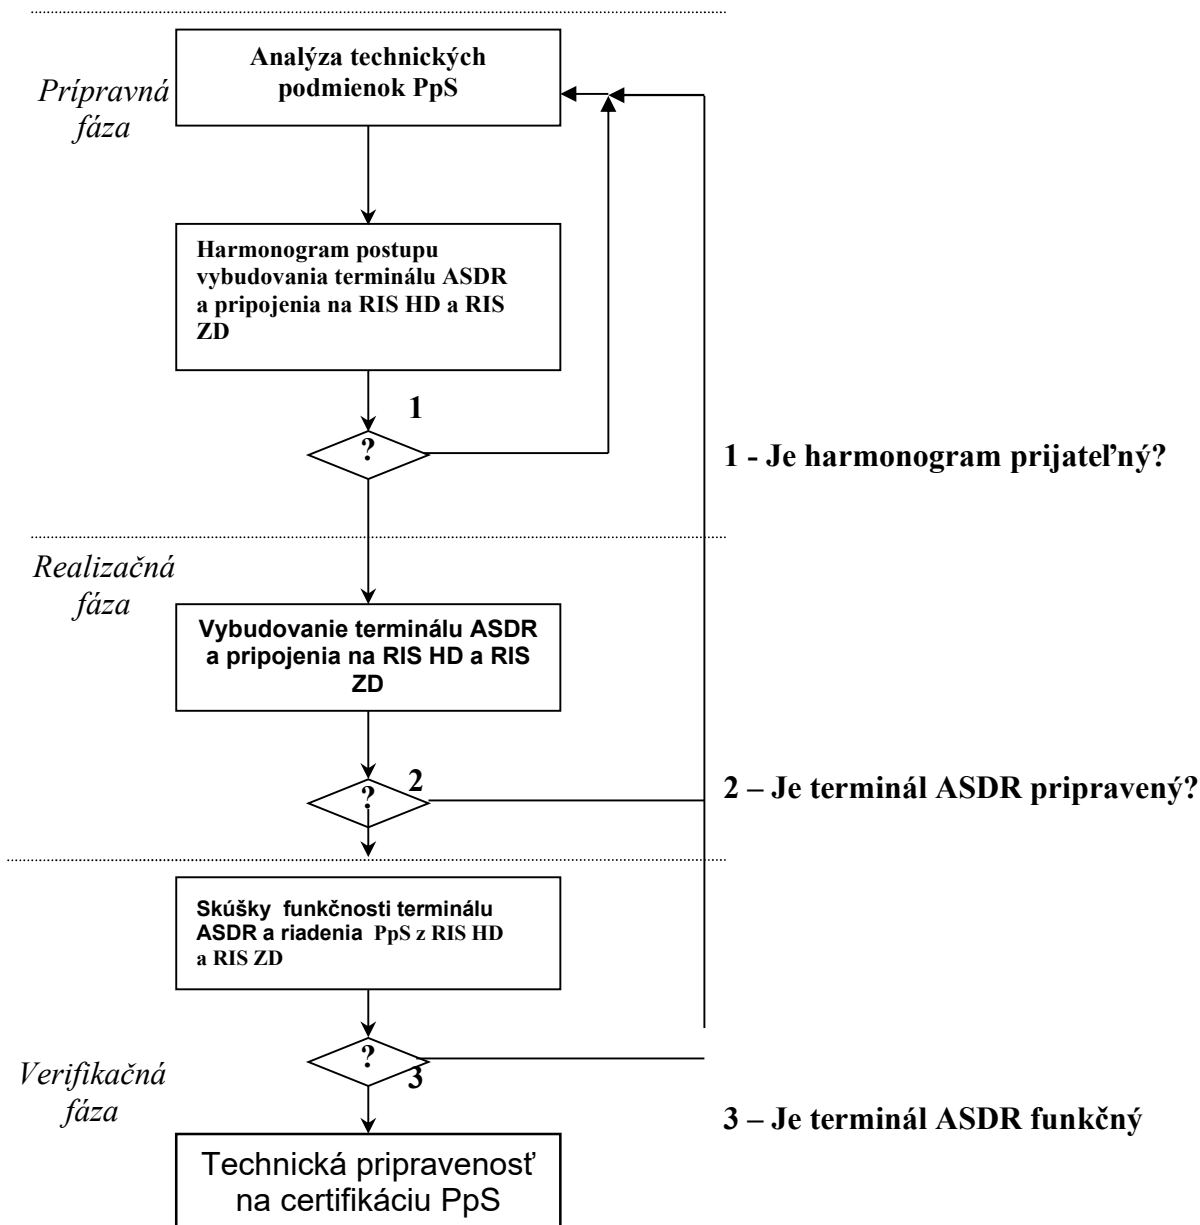 Analýza technických
podmienok PpS
Prípravná
fáza
Harmonogram postupu
vybudovania terminálu ASDR
a pripojenia na RIS HD a RIS
ZD
1
?
1 - Je harmonogram prijateľný?
Realizačná
fáza
Vybudovanie terminálu ASDR
a pripojenia na RIS HD a RIS
ZD
2
?
2 – Je terminál ASDR pripravený?
Skúšky  funkčnosti terminálu
ASDR a riadenia  PpS z RIS HD
a RIS ZD
?
3
Verifikačná
fáza
3 – Je terminál ASDR funkčný
Technická pripravenosť
na certifikáciu PpS